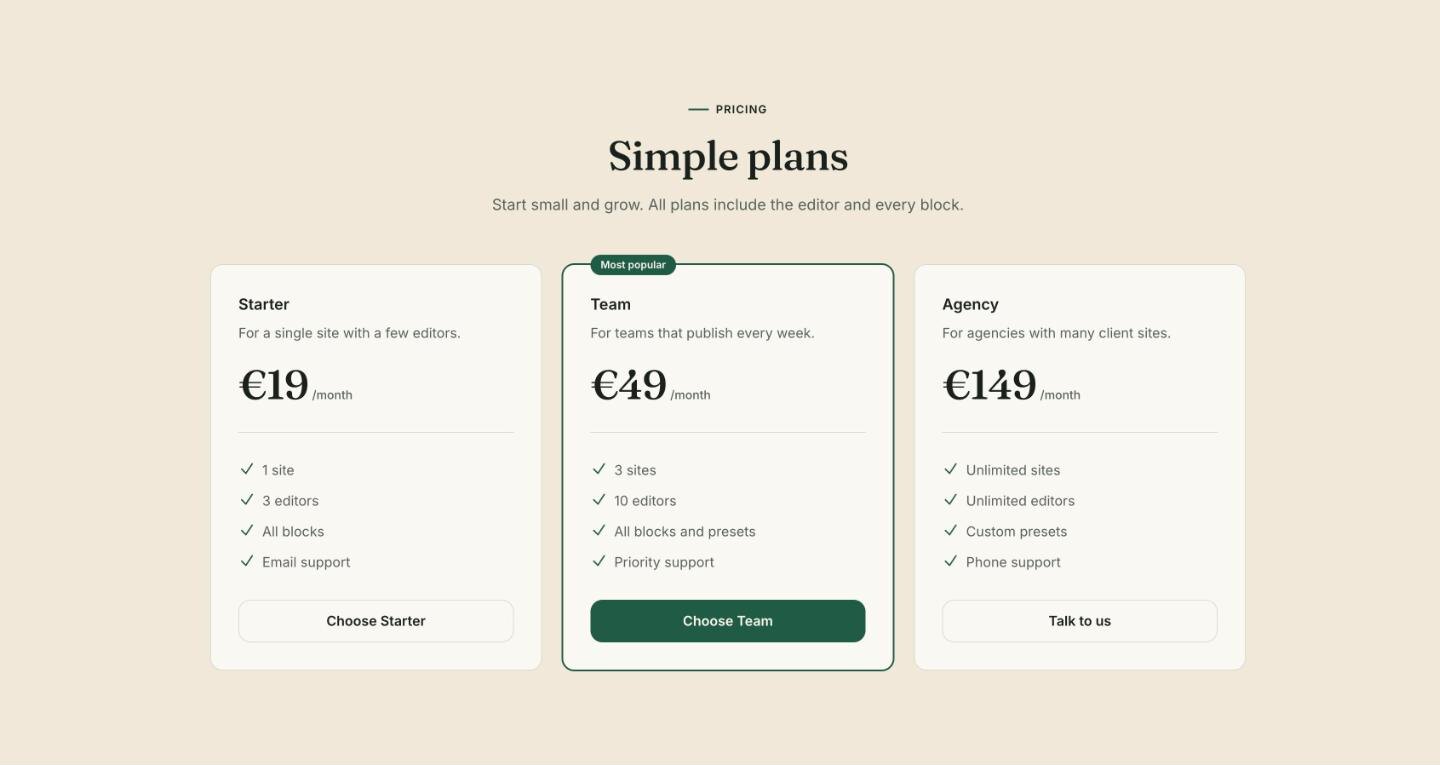 PRICING
Simple plans
Start small and grow. All plans include the editor and every block.
Starter
For a single site with a few editors.
€19 /month
1 site
3 editors
All blocks
Email support
Choose Starter
Most popular
Team
For teams that publish every week.
€49 /month
3 sites
10 editors
All blocks and presets
Priority support
Choose Team
Agency
For agencies with many client sites.
€149 /month
Unlimited sites
Unlimited editors
Custom presets
Phone support
Talk to us